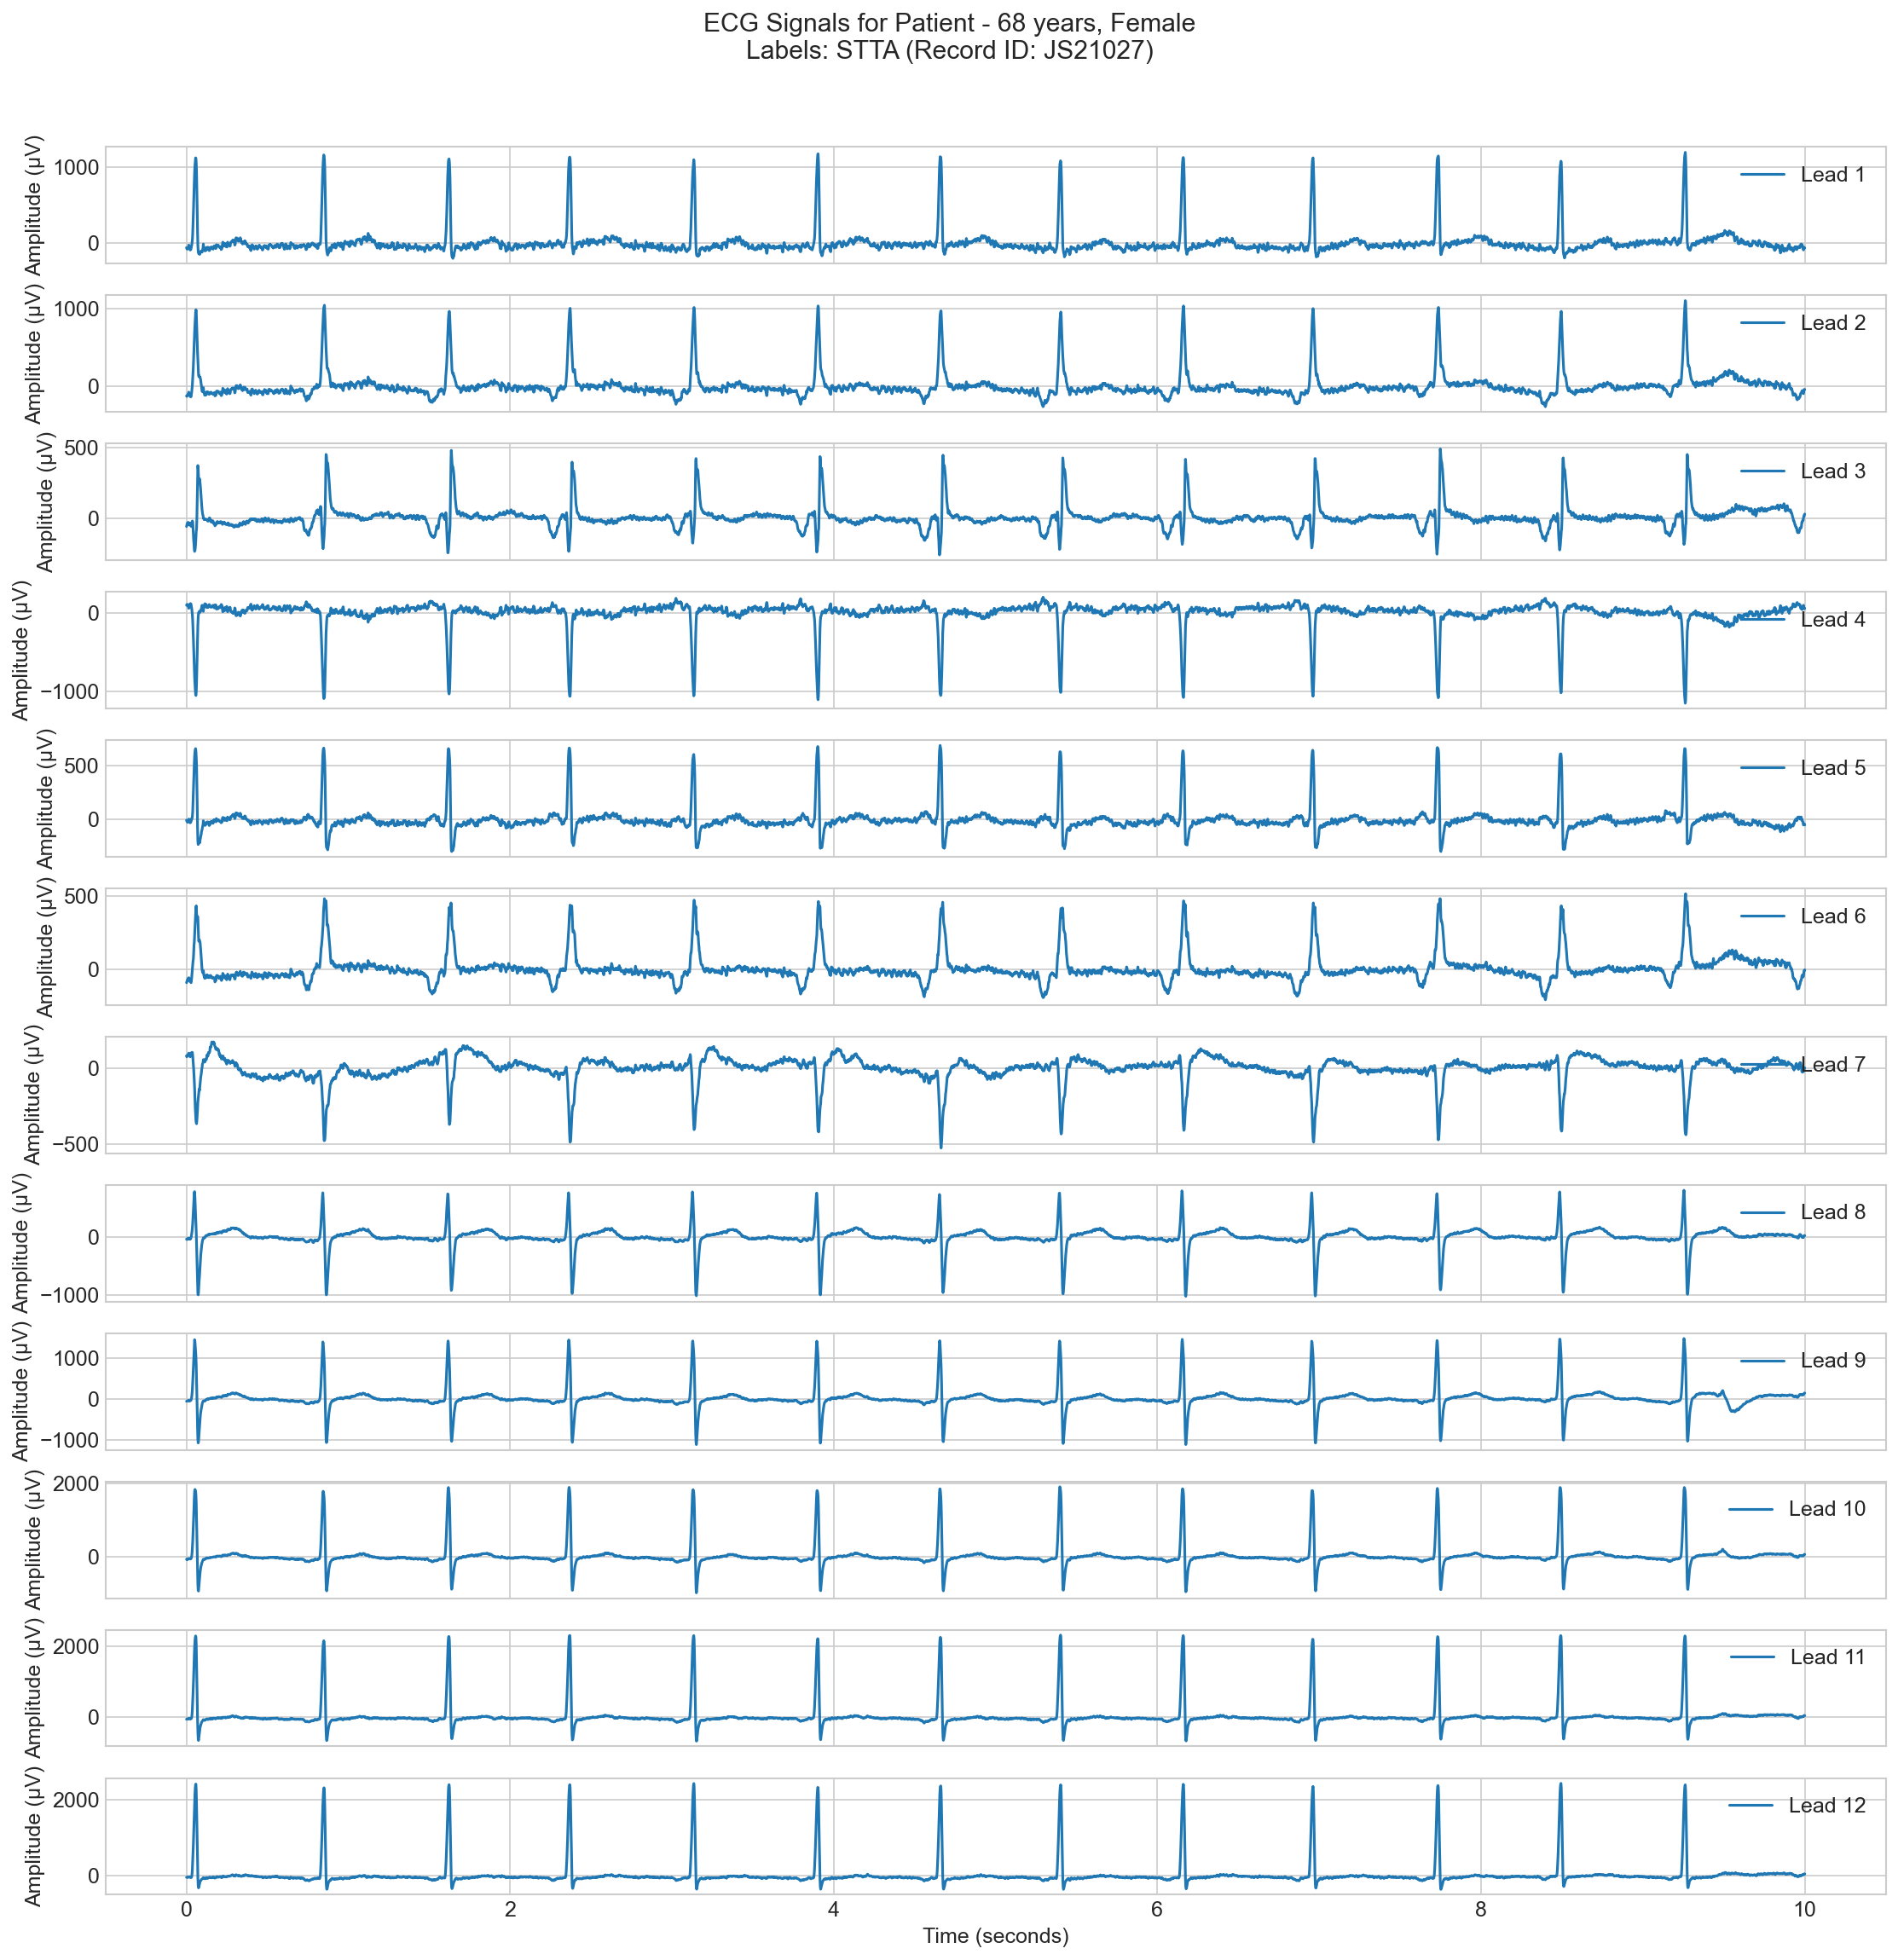 ECG Signals for Patient - 68 years, Female
Labels: STTA (Record ID: JS21027)
Amplitude (µV)
1000
0
Lead 1
Amplitude (µV)
1000
0
Lead 2
Amplitude (µV)
500
0
Lead 3
Amplitude (µV)
0
−1000
Lead 4
Amplitude (µV)
500
0
Lead 5
Amplitude (µV)
500
0
Lead 6
Amplitude (µV)
0
−500
Lead 7
Amplitude (µV)
0
−1000
Lead 8
Amplitude (µV)
1000
0
−1000
Lead 9
Amplitude (µV)
2000
0
Lead 10
Amplitude (µV)
2000
0
Lead 11
Amplitude (µV)
2000
0
Lead 12
0 2 4 6 8 10
Time (seconds)